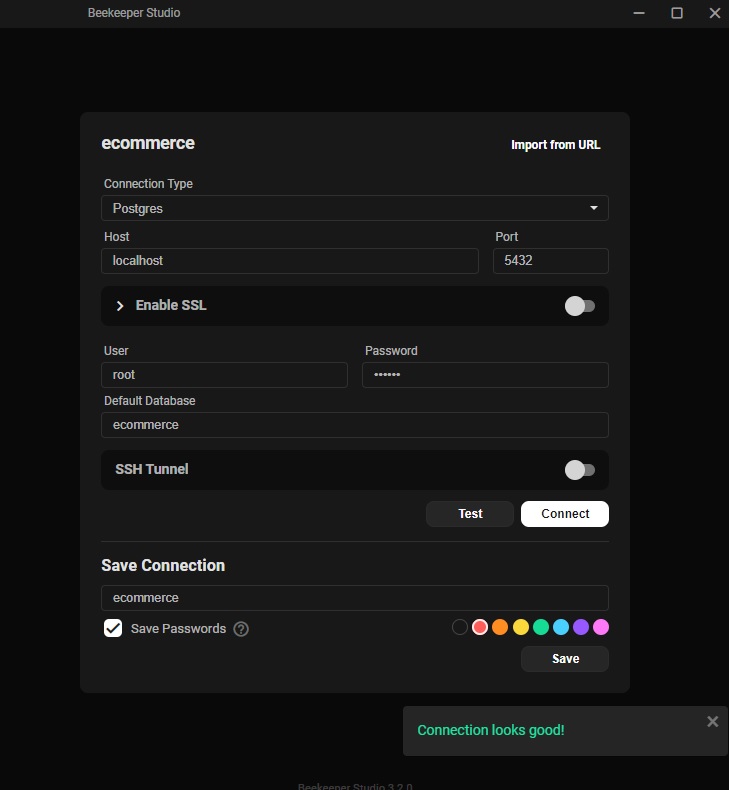 Beekeeper Studio
ecommerce
Import from URL
Connection Type
Postgres
Host
Port
localhost
5432
Enable SSL
User
Password
root
••••••
Default Database
ecommerce
SSH Tunnel
Test
Connect
Save Connection
ecommerce
Save Passwords ?
Save
Connection looks good!
Beekeeper Studio 3.2.0